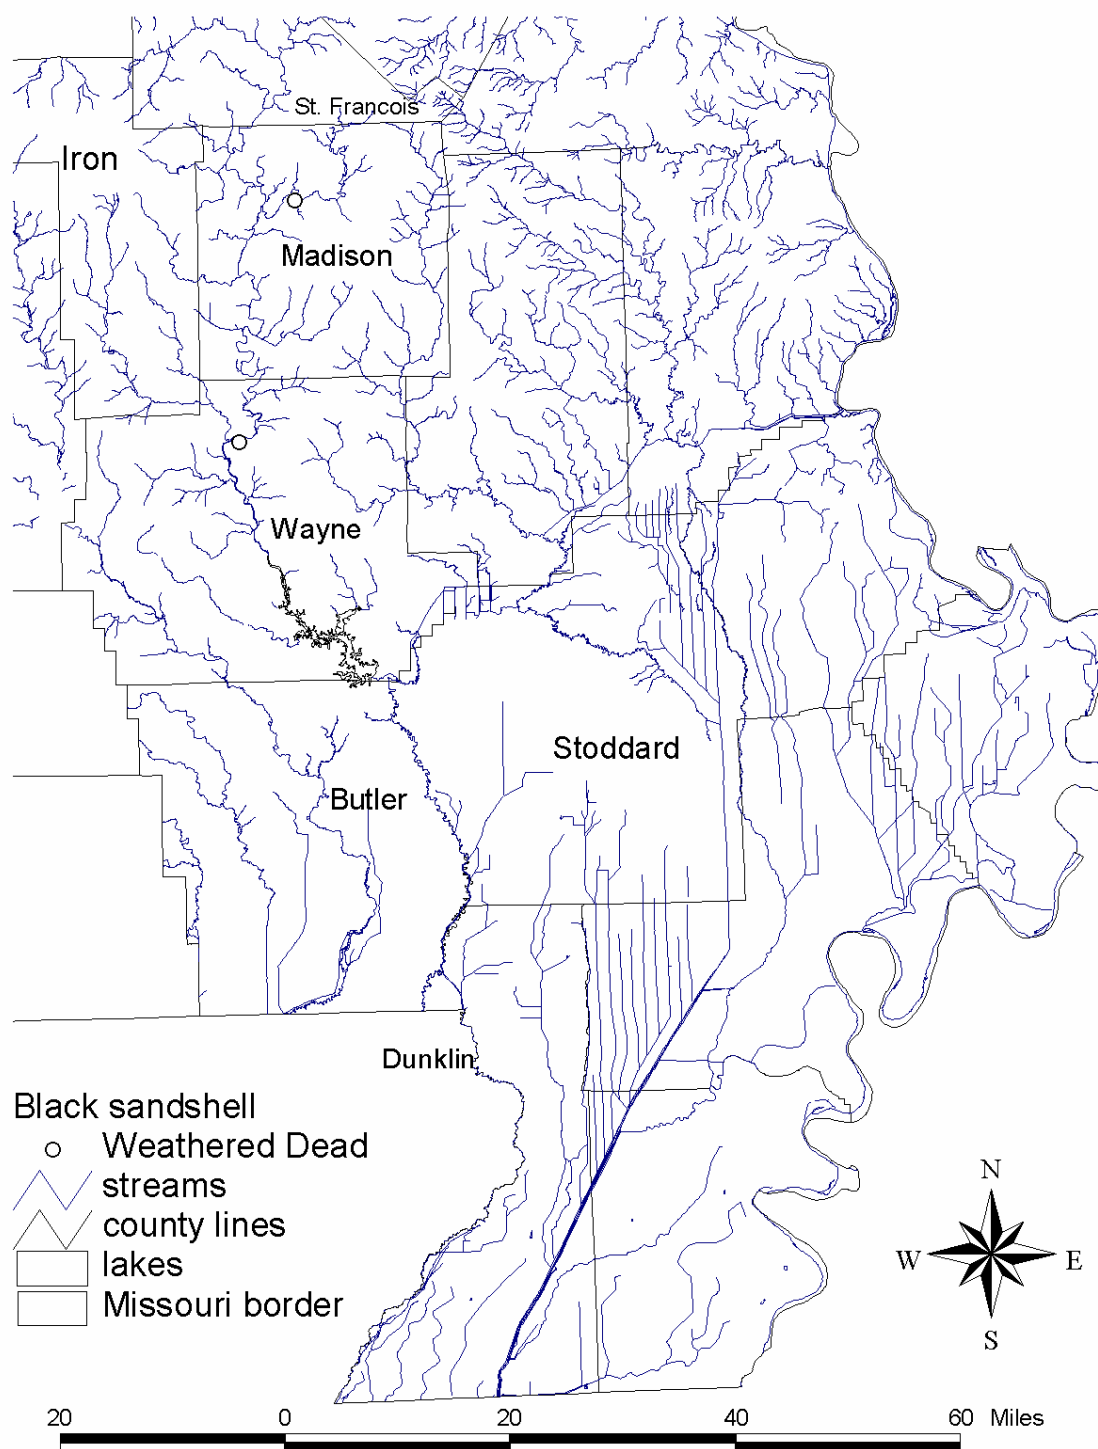 St. Francois
Iron
Madison
Wayne
Stoddard
Butler
Dunklin
Black sandshell
Weathered Dead
streams
county lines
lakes
Missouri border
N
W E
S
20 0 20 40 60 Miles